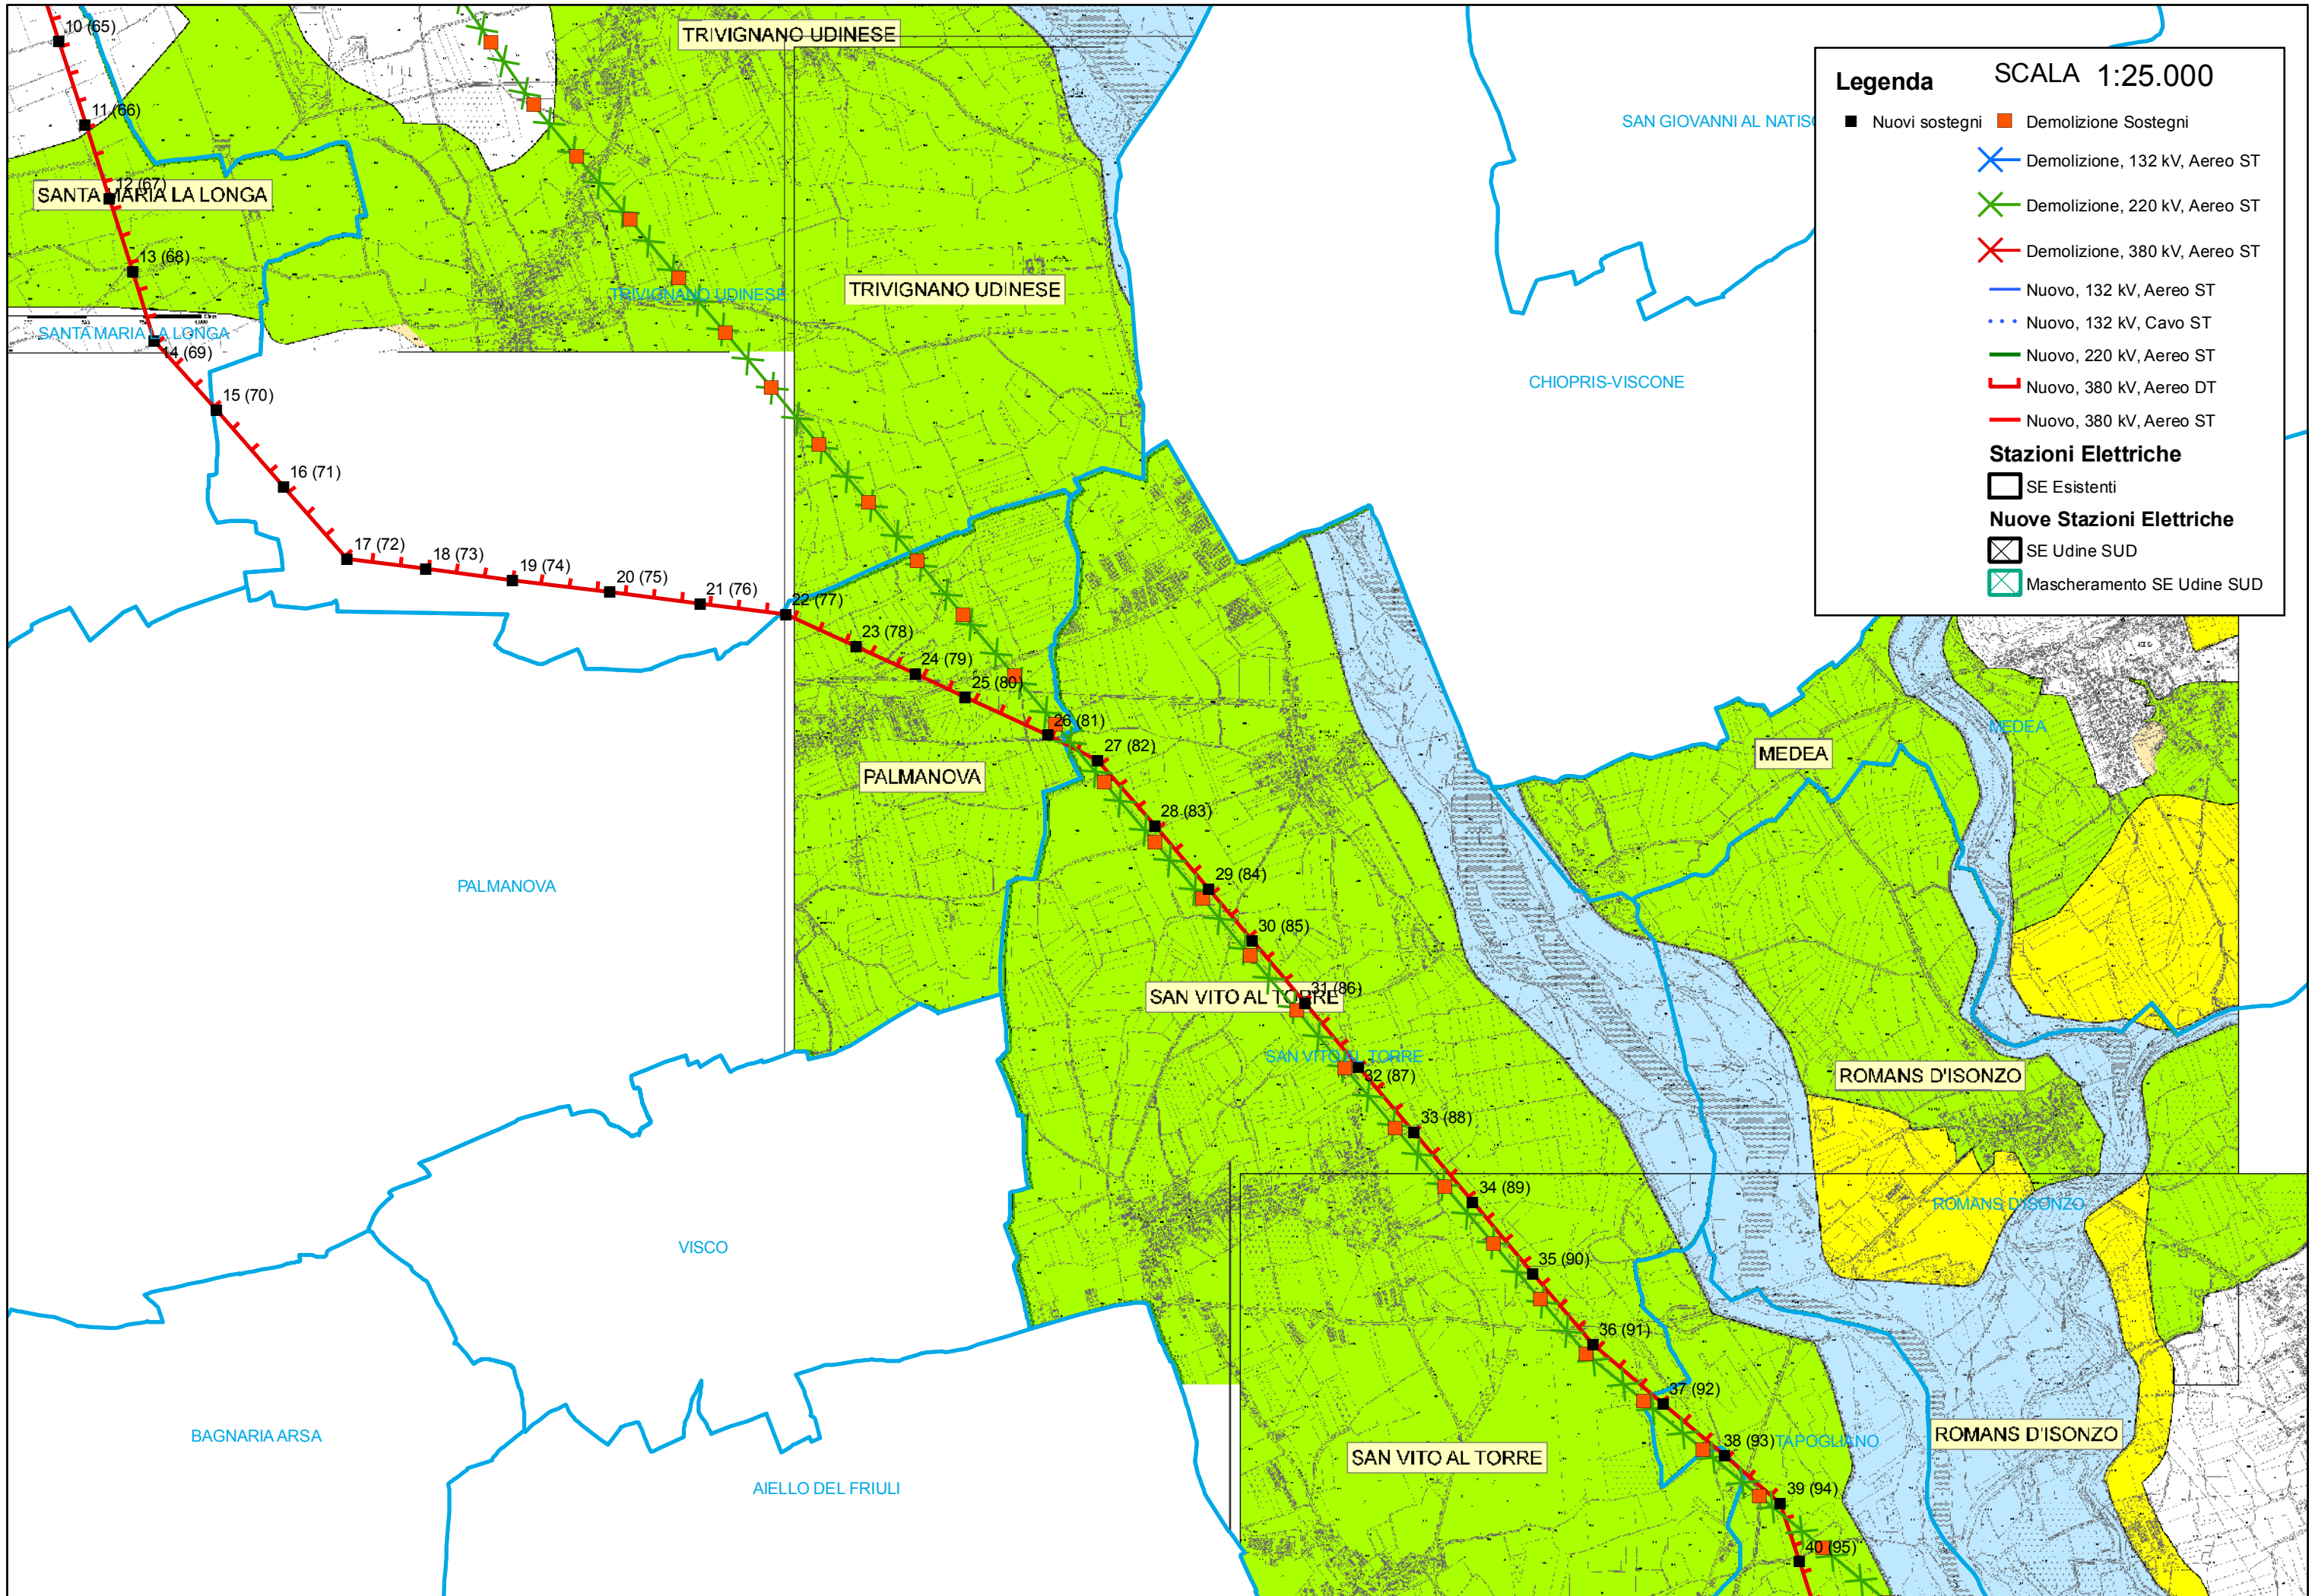 TRIVIGNANO UDINESE
10 (65)
11 (66)
12 (67)
SANTA MARIA LA LONGA
13 (68)
TRIVIGNANO UDINESE
TRIVIGNANO UDINESE
SANTA MARIA LA LONGA
14 (69)
15 (70)
16 (71)
17 (72)
18 (73)
19 (74)
20 (75)
21 (76)
22 (77)
23 (78)
24 (79)
25 (80)
26 (81)
27 (82)
PALMANOVA
28 (83)
29 (84)
PALMANOVA
30 (85)
31 (86)
SAN VITO AL TORRE
SAN VITO AL TORRE
32 (87)
33 (88)
34 (89)
35 (90)
36 (91)
37 (92)
38 (93)
TAPOGLIANO
39 (94)
40 (95)
SAN VITO AL TORRE
ROMANS D'ISONZO
VISCO
BAGNARIA ARSA
AIELLO DEL FRIULI
SAN GIOVANNI AL NATISO
CHIOPRIS-VISCONE
MEDEA
MEDEA
ROMANS D'ISONZO
ROMANS D'ISONZO
Legenda
SCALA 1:25.000
Nuovi sostegni
Demolizione Sostegni
Demolizione, 132 kV, Aereo ST
Demolizione, 220 kV, Aereo ST
Demolizione, 380 kV, Aereo ST
Nuovo, 132 kV, Aereo ST
Nuovo, 132 kV, Cavo ST
Nuovo, 220 kV, Aereo ST
Nuovo, 380 kV, Aereo DT
Nuovo, 380 kV, Aereo ST
Stazioni Elettriche
SE Esistenti
Nuove Stazioni Elettriche
SE Udine SUD
Mascheramento SE Udine SUD